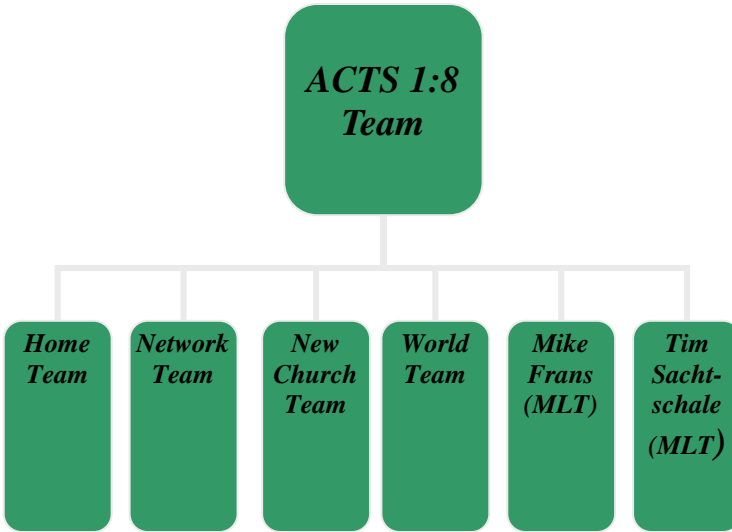 ACTS 1:8
Team
Home
Team
Network
Team
New
Church
Team
World
Team
Mike
Frans
(MLT)
Tim
Sacht-
schale
(MLT)